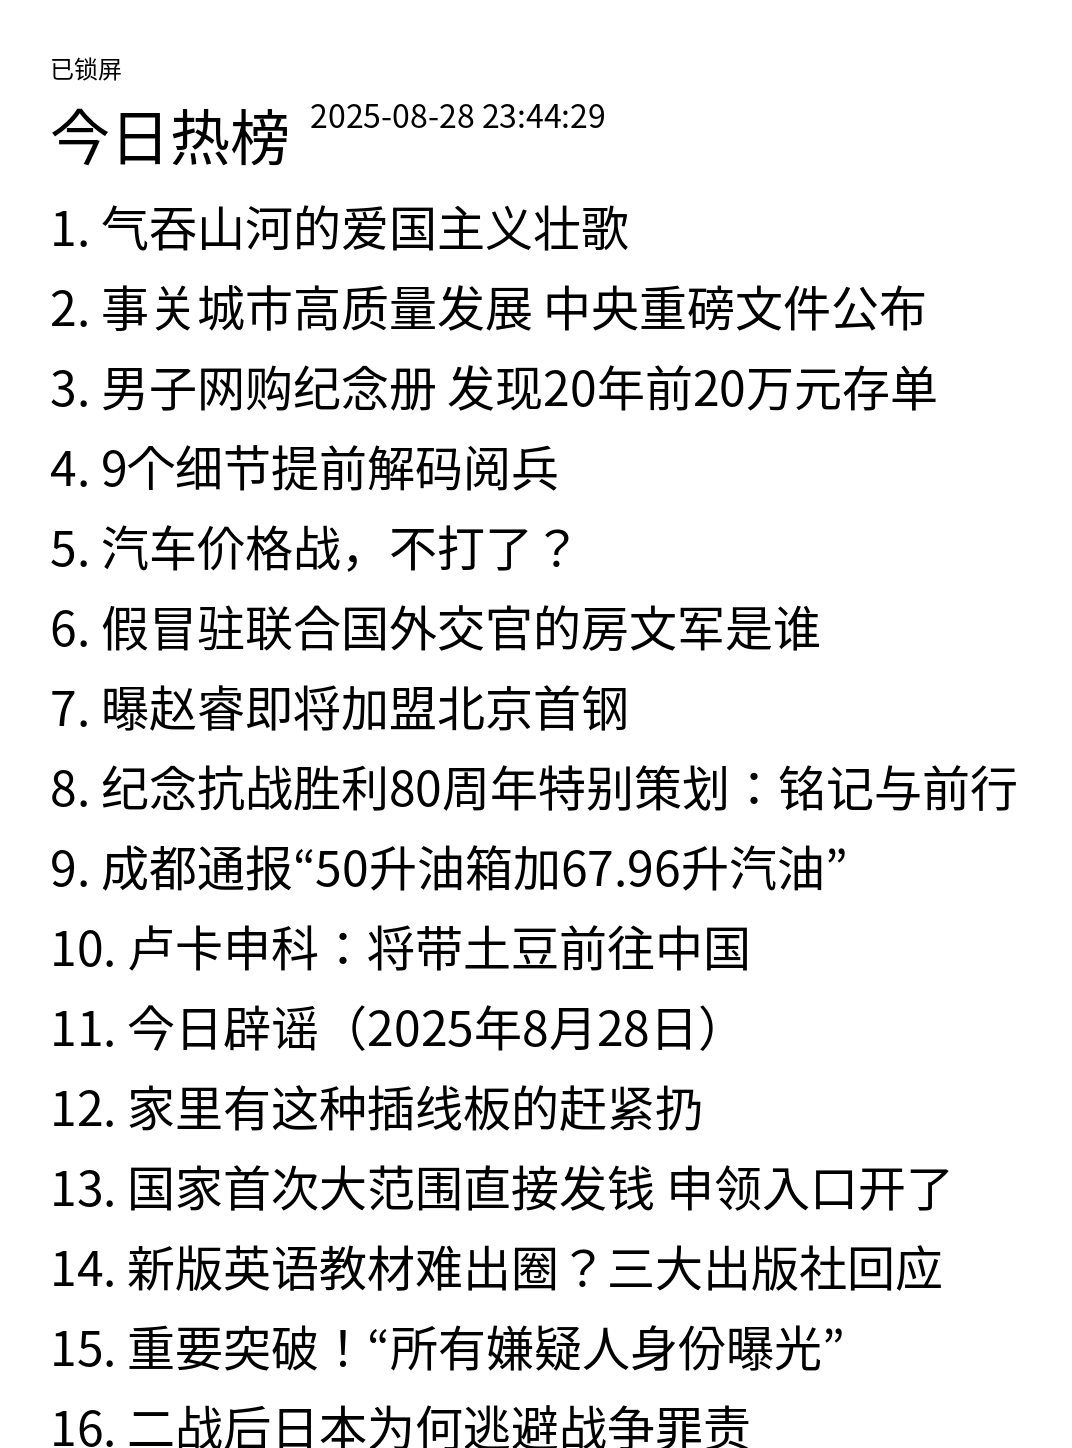 已锁屏
今日热榜 2025-08-28 23:44:29
1. 气吞山河的爱国主义壮歌
2. 事关城市高质量发展 中央重磅文件公布
3. 男子网购纪念册 发现20年前20万元存单
4. 9个细节提前解码阅兵
5. 汽车价格战，不打了？
6. 假冒驻联合国外交官的房文军是谁
7. 曝赵睿即将加盟北京首钢
8. 纪念抗战胜利80周年特别策划：铭记与前行
9. 成都通报“50升油箱加67.96升汽油”
10. 卢卡申科：将带土豆前往中国
11. 今日辟谣（2025年8月28日）
12. 家里有这种插线板的赶紧扔
13. 国家首次大范围直接发钱 申领入口开了
14. 新版英语教材难出圈？三大出版社回应
15. 重要突破！“所有嫌疑人身份曝光”
16. 二战后日本为何逃避战争罪责